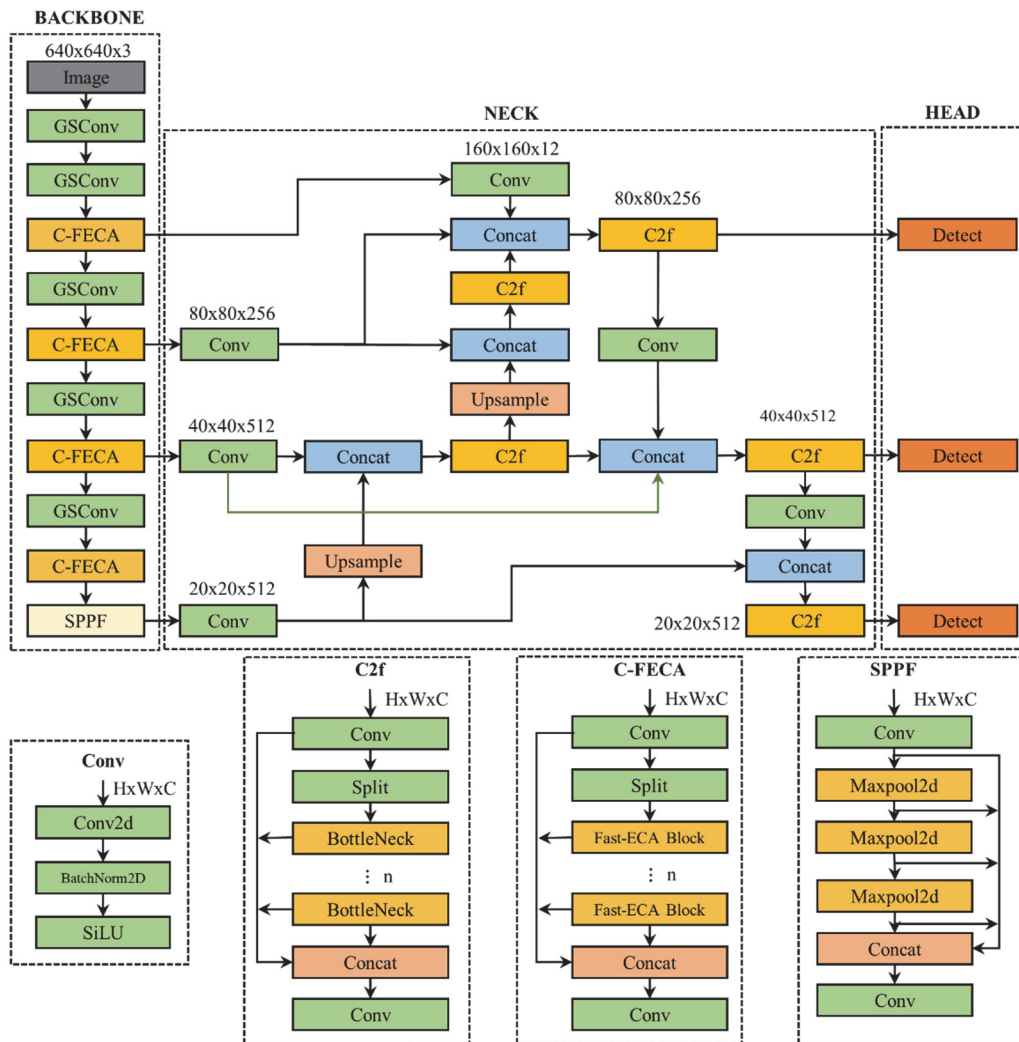 BACKBONE
640x640x3
Image
GSConv
GSConv
C-FECA
GSConv
C-FECA
GSConv
C-FECA
GSConv
C-FECA
SPPF
NECK
160x160x12
Conv
80x80x256
Concat
C2f
C2f
80x80x256
Conv
Concat
Conv
Upsample
40x40x512
40x40x512
Conv
Concat
C2f
Concat
C2f
Conv
Upsample
Concat
20x20x512
Conv
20x20x512
C2f
HEAD
Detect
Detect
Detect
Conv
HxWxC
Conv2d
BatchNorm2D
SiLU
C2f
HxWxC
Conv
Split
BottleNeck
⋮ n
BottleNeck
Concat
Conv
C-FECA
HxWxC
Conv
Split
Fast-ECA Block
⋮ n
Fast-ECA Block
Concat
Conv
SPPF
HxWxC
Conv
Maxpool2d
Maxpool2d
Maxpool2d
Concat
Conv